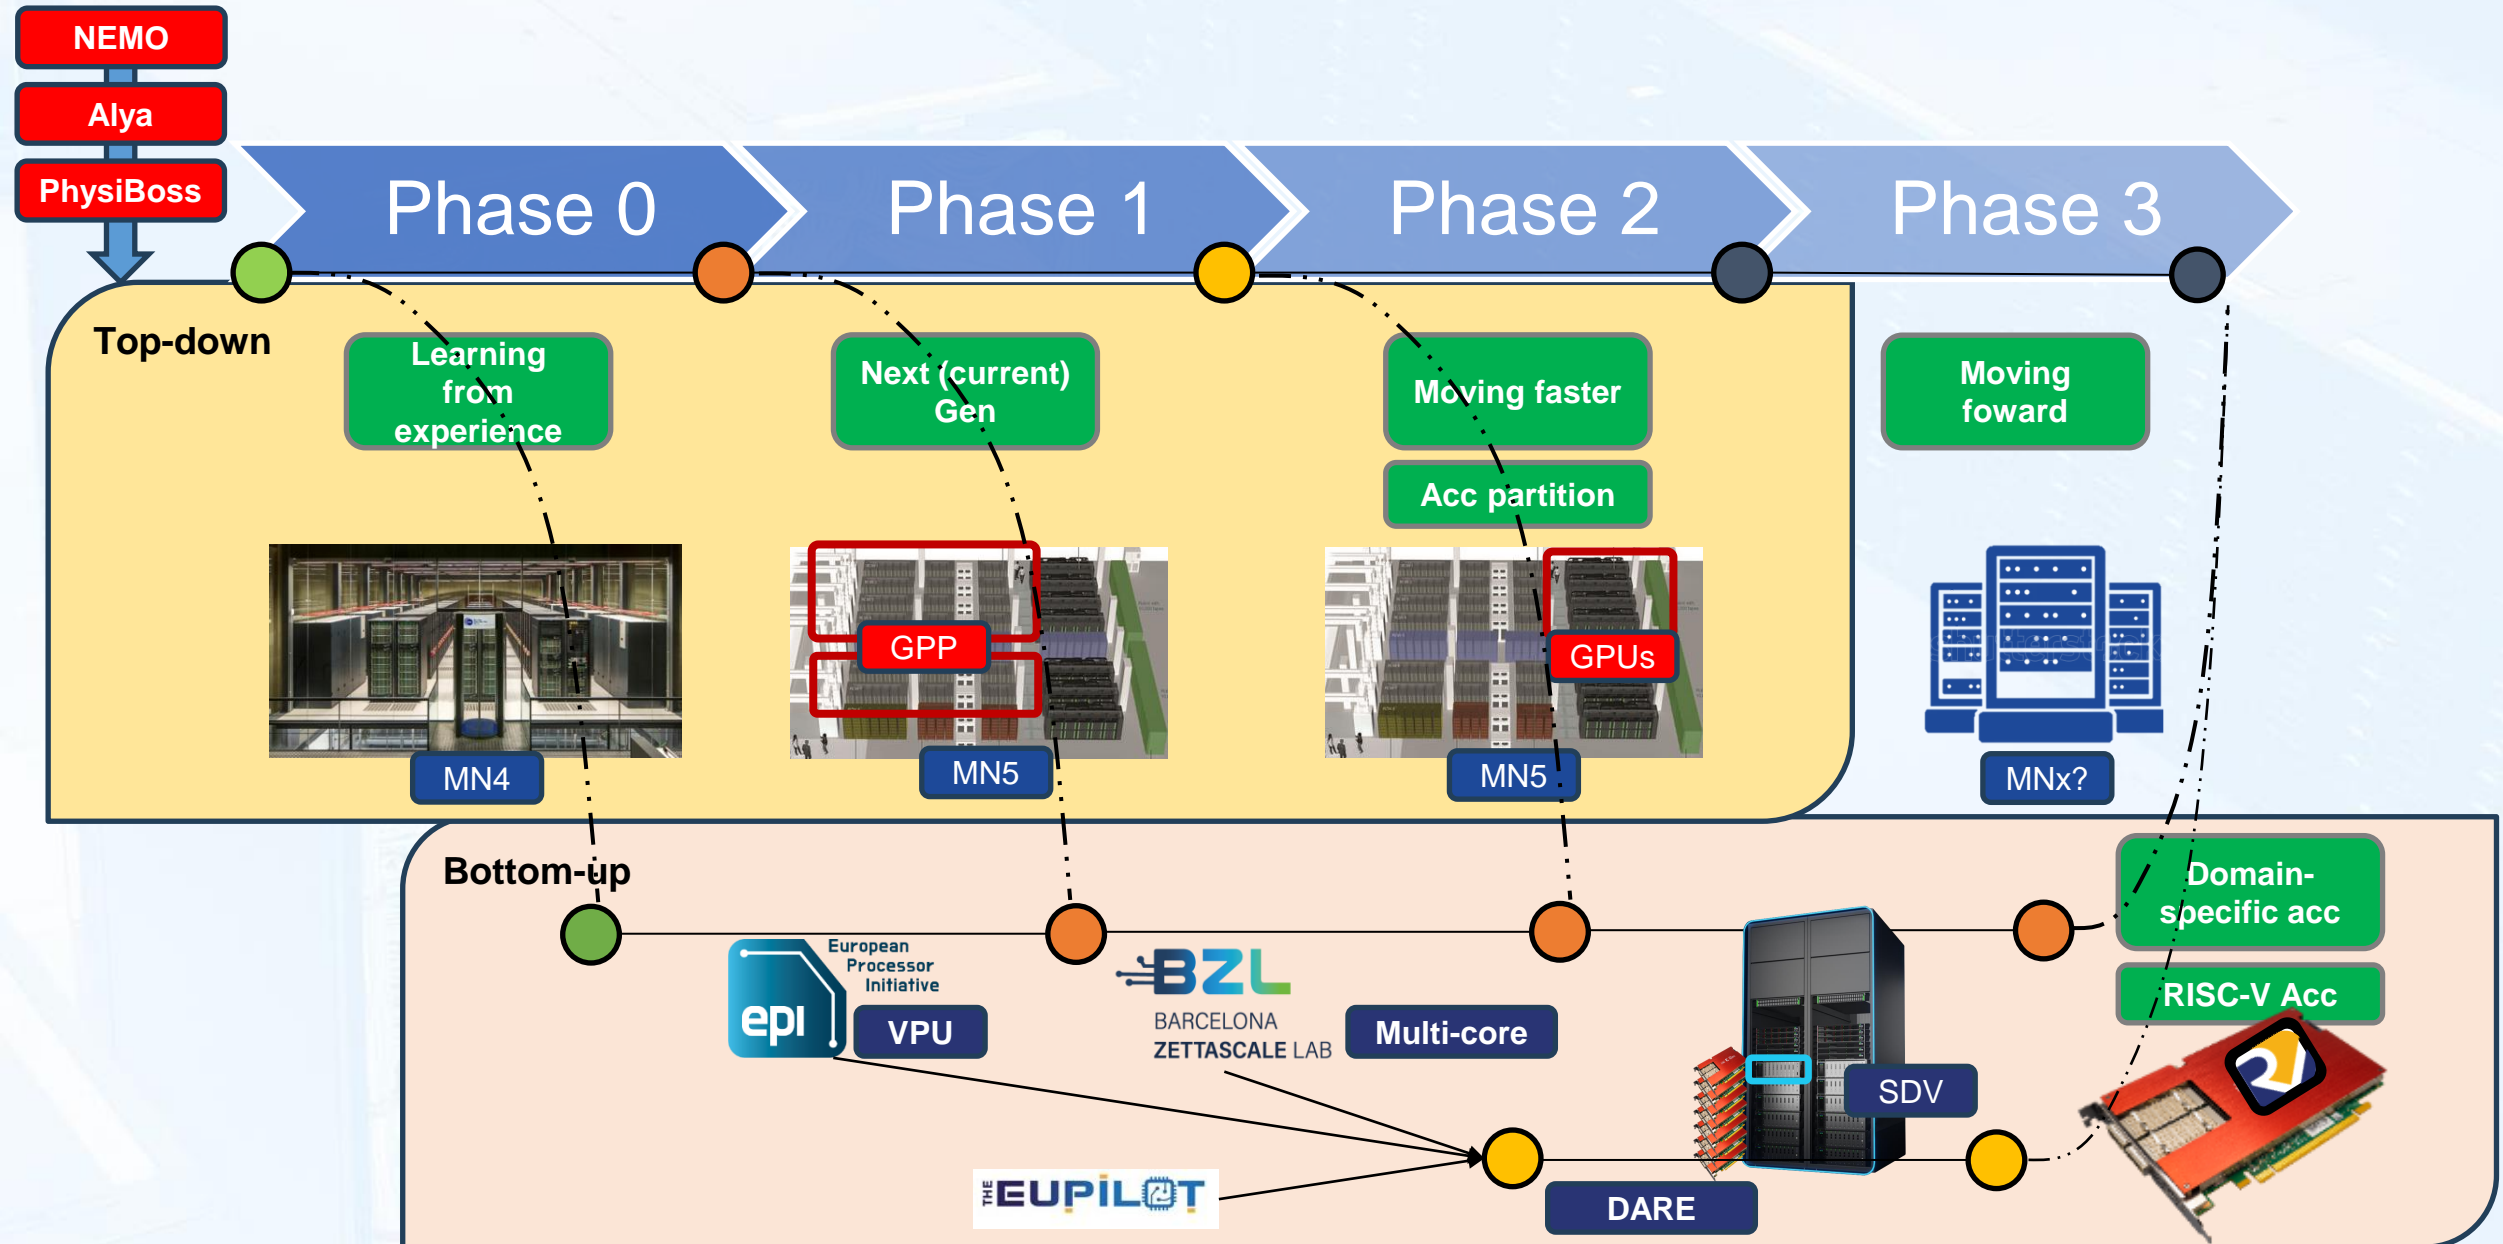 NEMO
Alya
PhysiBoss
Phase 0
Phase 1
Phase 2
Phase 3
Top-down
Learning
from
experience
Next (current)
Gen
Moving faster
Acc partition
Moving
foward
GPP
GPUs
MN4
MN5
MN5
MNx?
Bottom-up
European
Processor
Initiative
epi
VPU
BZL
BARCELONA
ZETTASCALE LAB
Multi-core
SDV
Domain-
specific acc
RISC-V Acc
THE EUPILOT
DARE